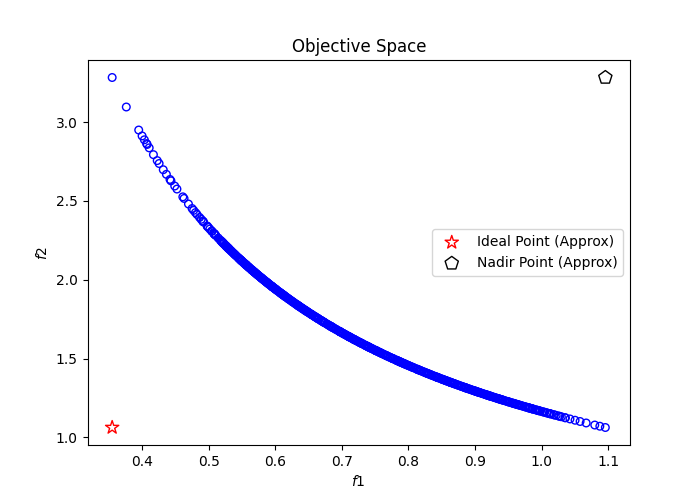 Objective Space
3.0
2.5
2.0
1.5
1.0
f2
Ideal Point (Approx)
Nadir Point (Approx)
0.4 0.5 0.6 0.7 0.8 0.9 1.0 1.1
f1